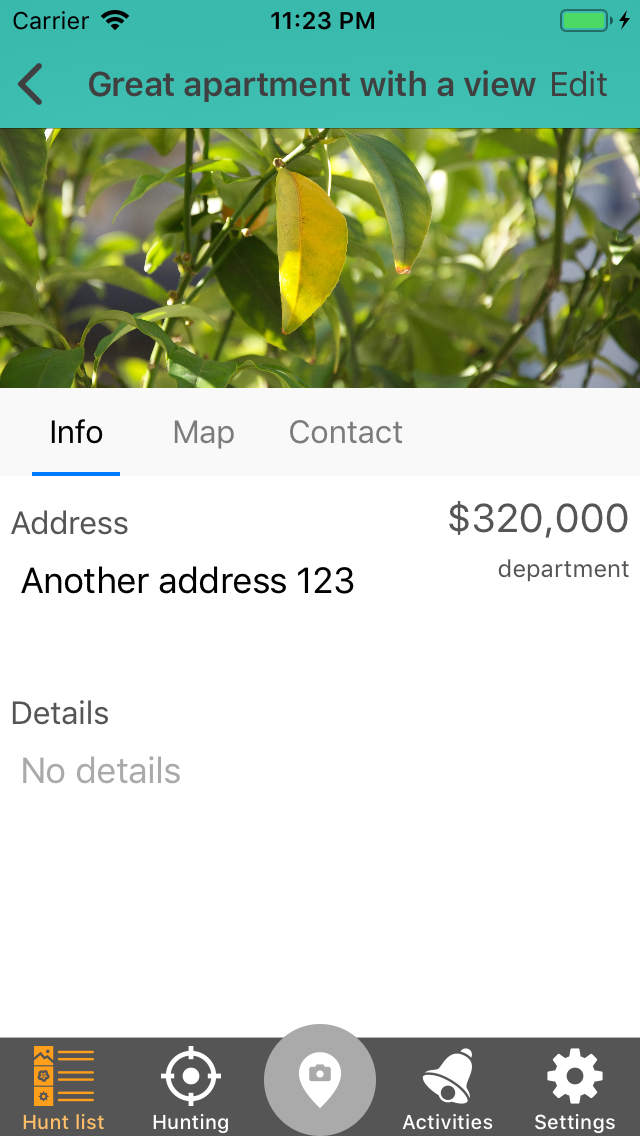 Carrier 11:23 PM
Great apartment with a view Edit
Info Map Contact
Address $320,000
Another address 123 department
Details
No details
Hunt list Hunting Activities Settings